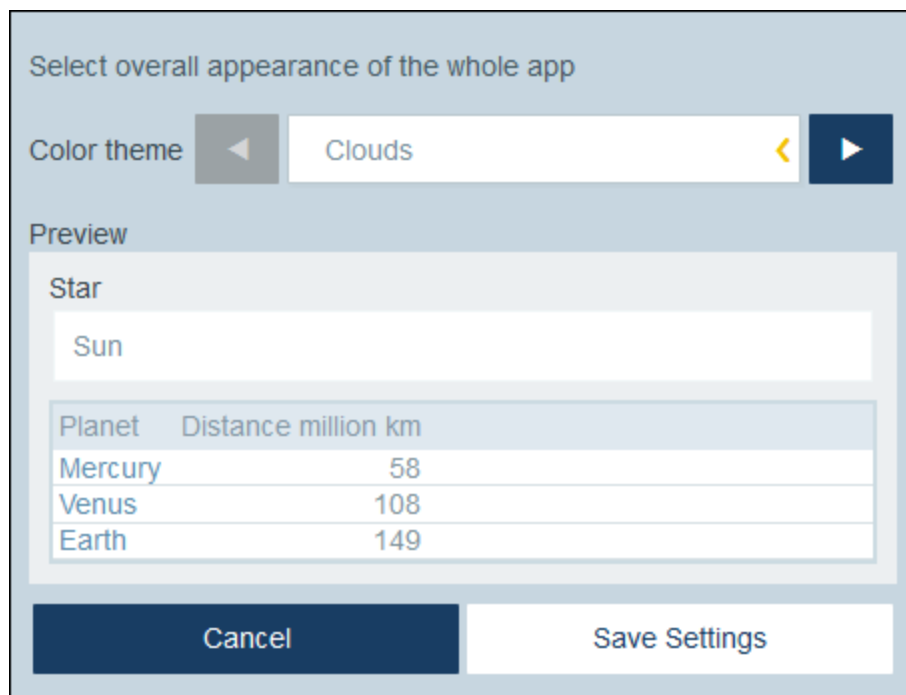 Select overall appearance of the whole app
Color theme Clouds
Preview
Star
Sun
Planet Distance million km
Mercury 58
Venus 108
Earth 149
Cancel Save Settings